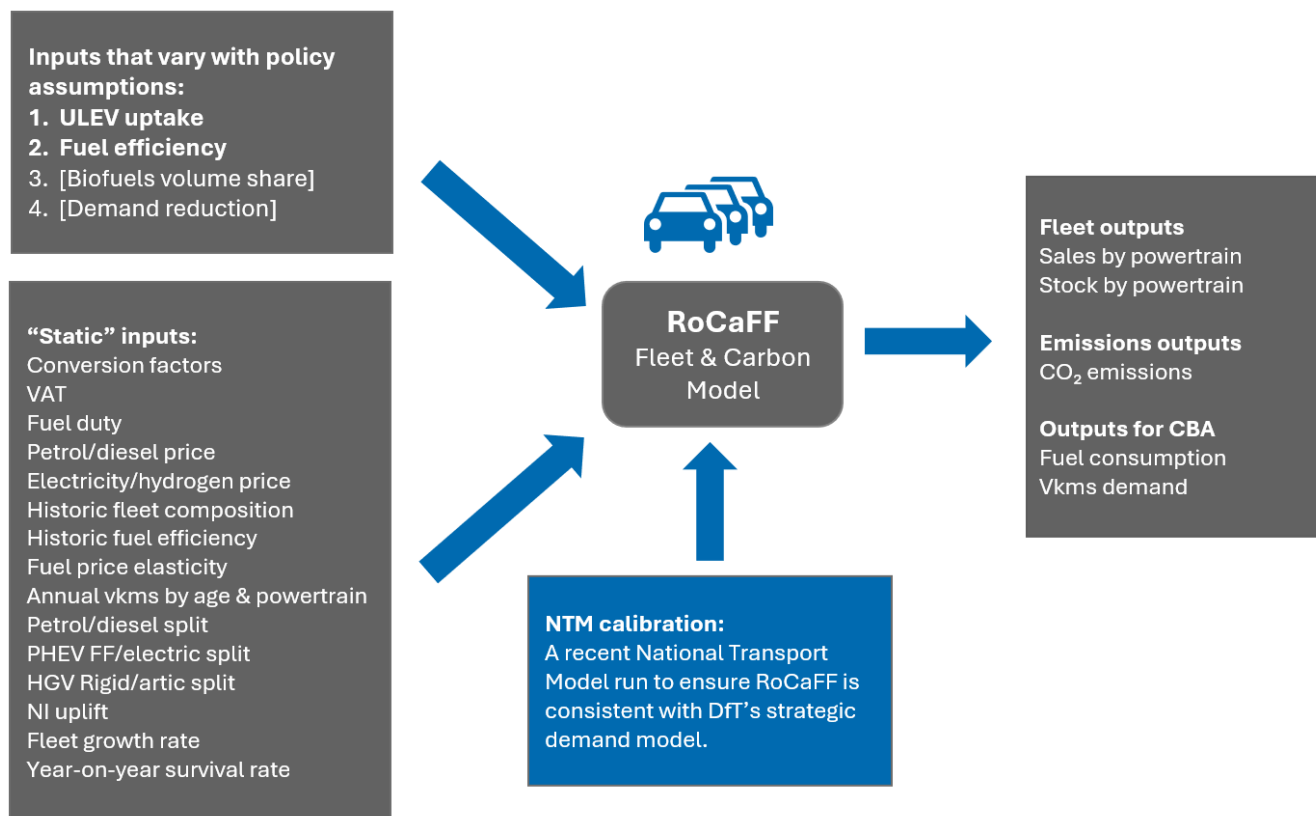 Inputs that vary with policy
assumptions:
1. ULEV uptake
2. Fuel efficiency
3. [Biofuels volume share]
4. [Demand reduction]
“Static” inputs:
Conversion factors
VAT
Fuel duty
Petrol/diesel price
Electricity/hydrogen price
Historic fleet composition
Historic fuel efficiency
Fuel price elasticity
Annual vkms by age & powertrain
Petrol/diesel split
PHEV FF/electric split
HGV Rigid/artic split
NI uplift
Fleet growth rate
Year-on-year survival rate
RoCaFF
Fleet & Carbon
Model
NTM calibration:
A recent National Transport
Model run to ensure RoCaFF is
consistent with DfT’s strategic
demand model.
Fleet outputs
Sales by powertrain
Stock by powertrain
Emissions outputs
CO₂ emissions
Outputs for CBA
Fuel consumption
Vkms demand